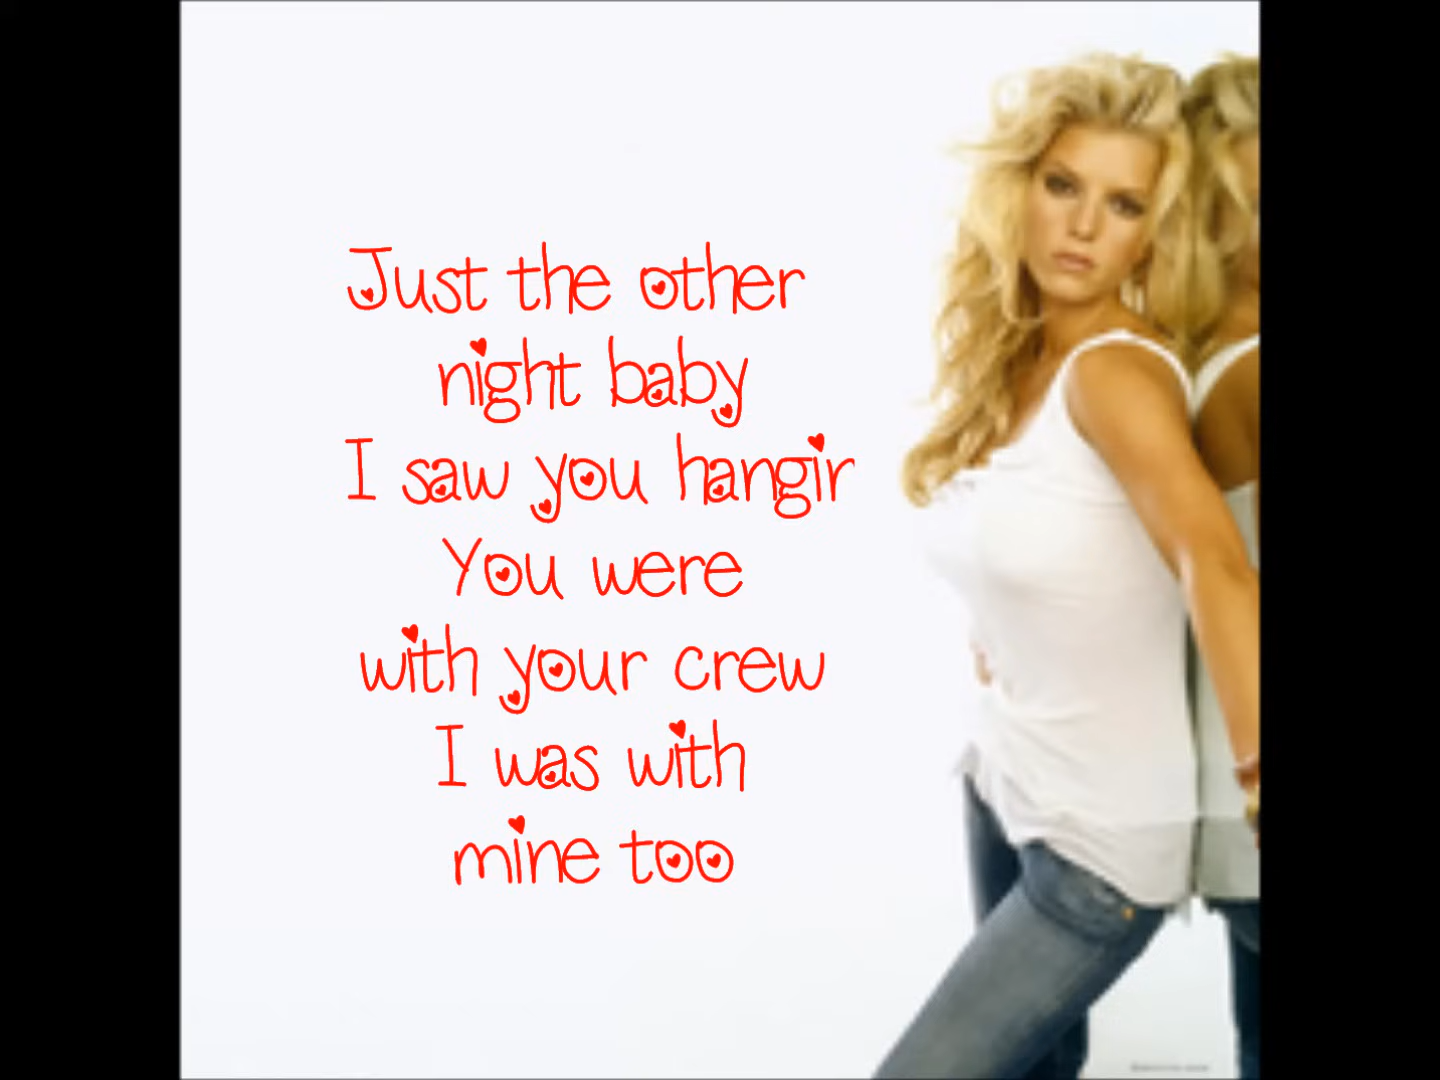 Just the other
night baby
I saw you hangir
You were
with your crew
I was with
mine too